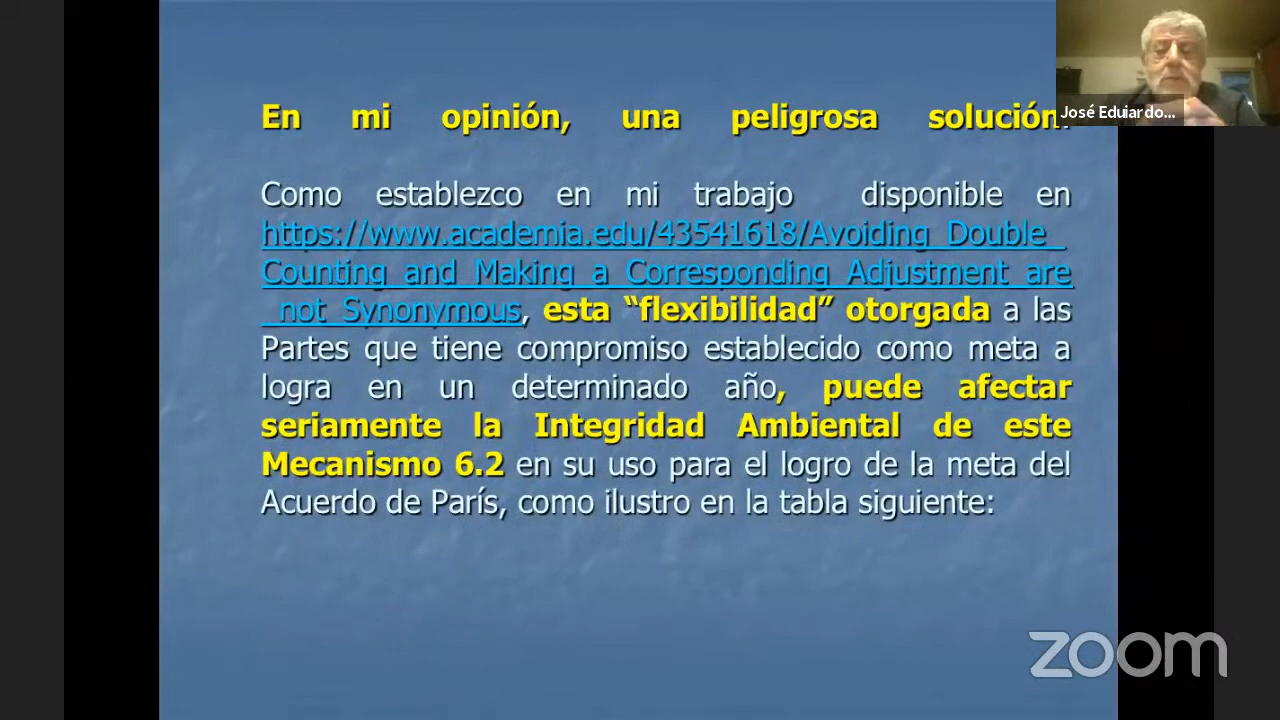 En mi opinión, una peligrosa solución.
Como establezco en mi trabajo disponible en
https://www.academia.edu/43541618/Avoiding_Double_
Counting_and_Making_a_Corresponding_Adjustment_are
_not_Synonymous, esta “flexibilidad” otorgada a las
Partes que tiene compromiso establecido como meta a
logra en un determinado año, puede afectar
seriamente la Integridad Ambiental de este
Mecanismo 6.2 en su uso para el logro de la meta del
Acuerdo de París, como ilustro en la tabla siguiente:
José Eduiardo...
zoom